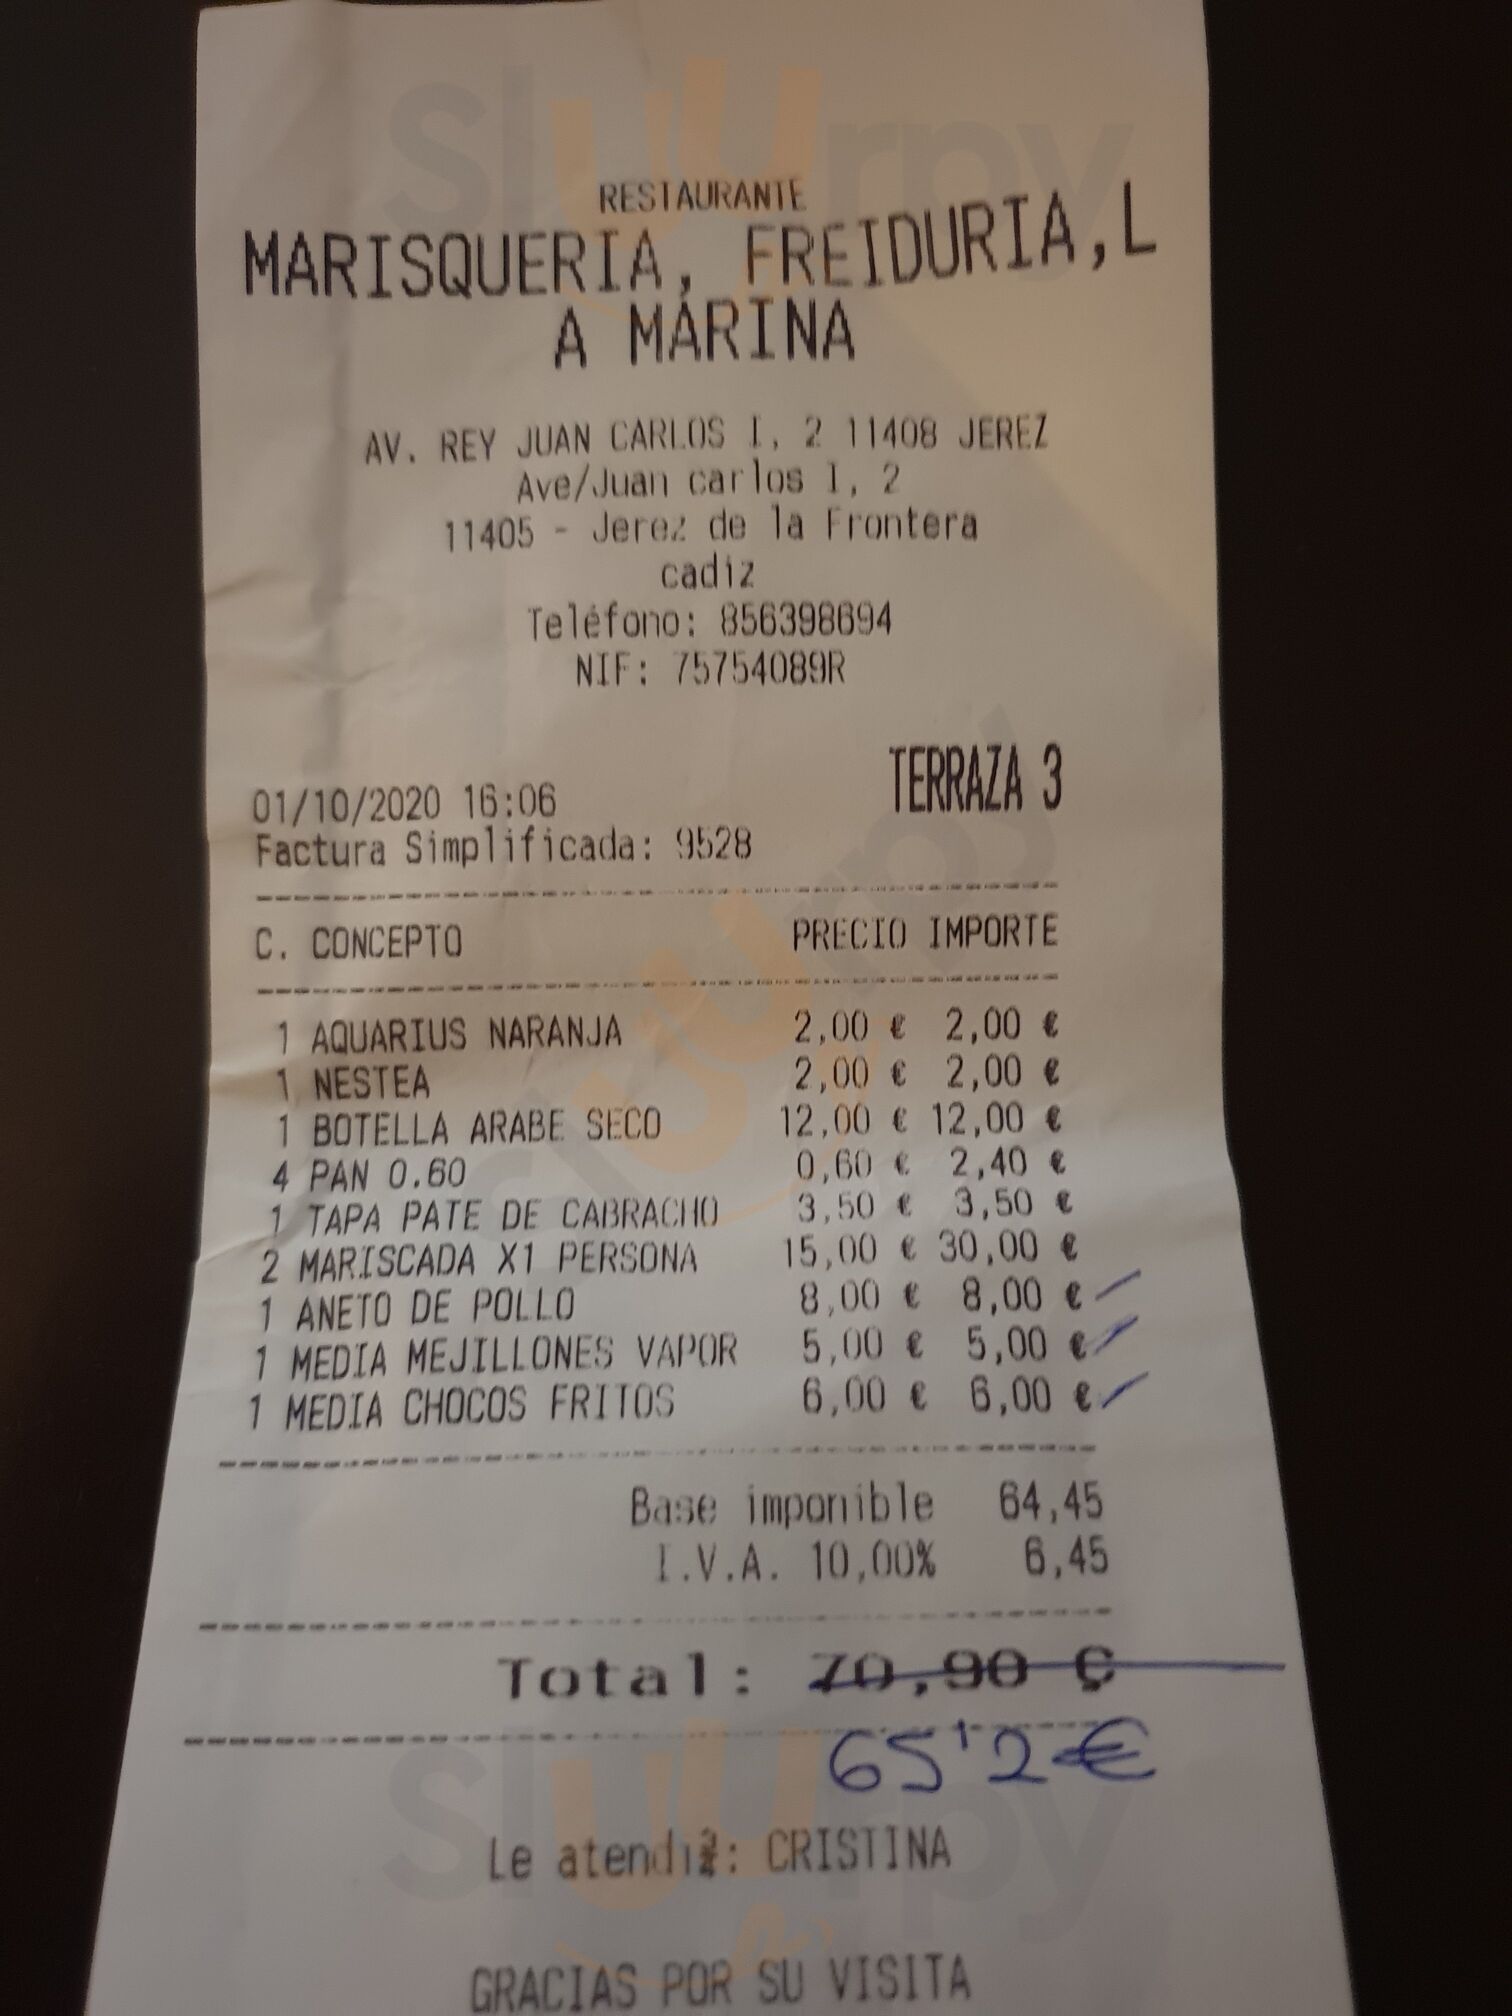 RESTAURANTE
MARISQUERIA, FREIDURIA,L
A MARINA
AV. REY JUAN CARLOS I, 2 11408 JEREZ
Ave/Juan carlos I, 2
11405 - Jerez de la Frontera
cadiz
Teléfono: 856398694
NIF: 75754089R
TERRAZA 3
01/10/2020 16:06
Factura Simplificada: 9528
C. CONCEPTO PRECIO IMPORTE
1 AQUARIUS NARANJA 2,00 € 2,00 €
1 NESTEA 2,00 € 2,00 €
1 BOTELLA ARABE SECO 12,00 € 12,00 €
4 PAN 0.60 0,60 € 2,40 €
1 TAPA PATE DE CABRACHO 3,50 € 3,50 €
2 MARISCADA X1 PERSONA 15,00 € 30,00 €
1 ANETO DE POLLO 8,00 € 8,00 €
1 MEDIA MEJILLONES VAPOR 5,00 € 5,00 €
1 MEDIA CHOCOS FRITOS 6,00 € 6,00 €
Base imponible 64,45
I.V.A. 10,00% 6,45
Total: 70,90 Ç
65'2€
Le atendi: CRISTINA
GRACIAS POR SU VISITA
Sluurpy
Sluurpy
Sluurpy